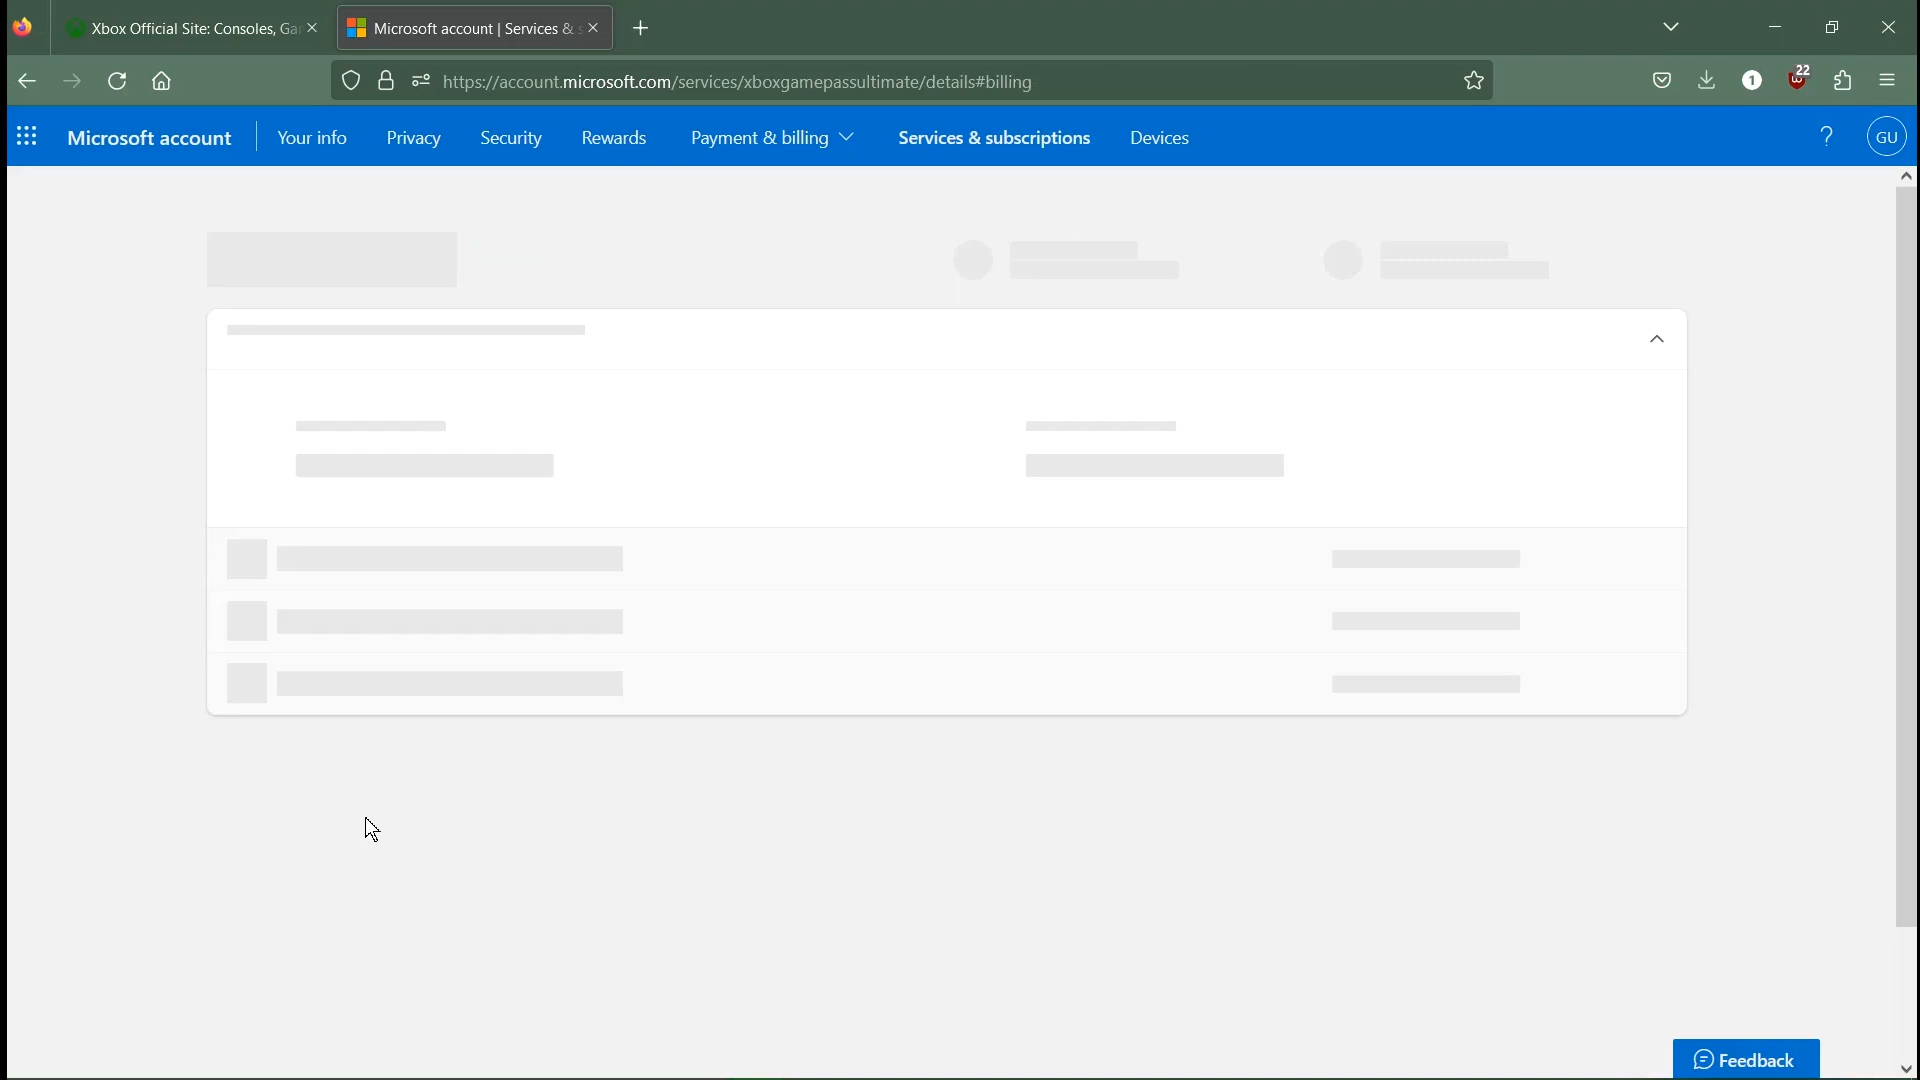 Xbox Official Site: Consoles, Ga
Microsoft account | Services & s
https://account.microsoft.com/services/xboxgamepassultimate/details#billing
1
22
Microsoft account
Your info
Privacy
Security
Rewards
Payment & billing
Services & subscriptions
Devices
?
GU
Feedback